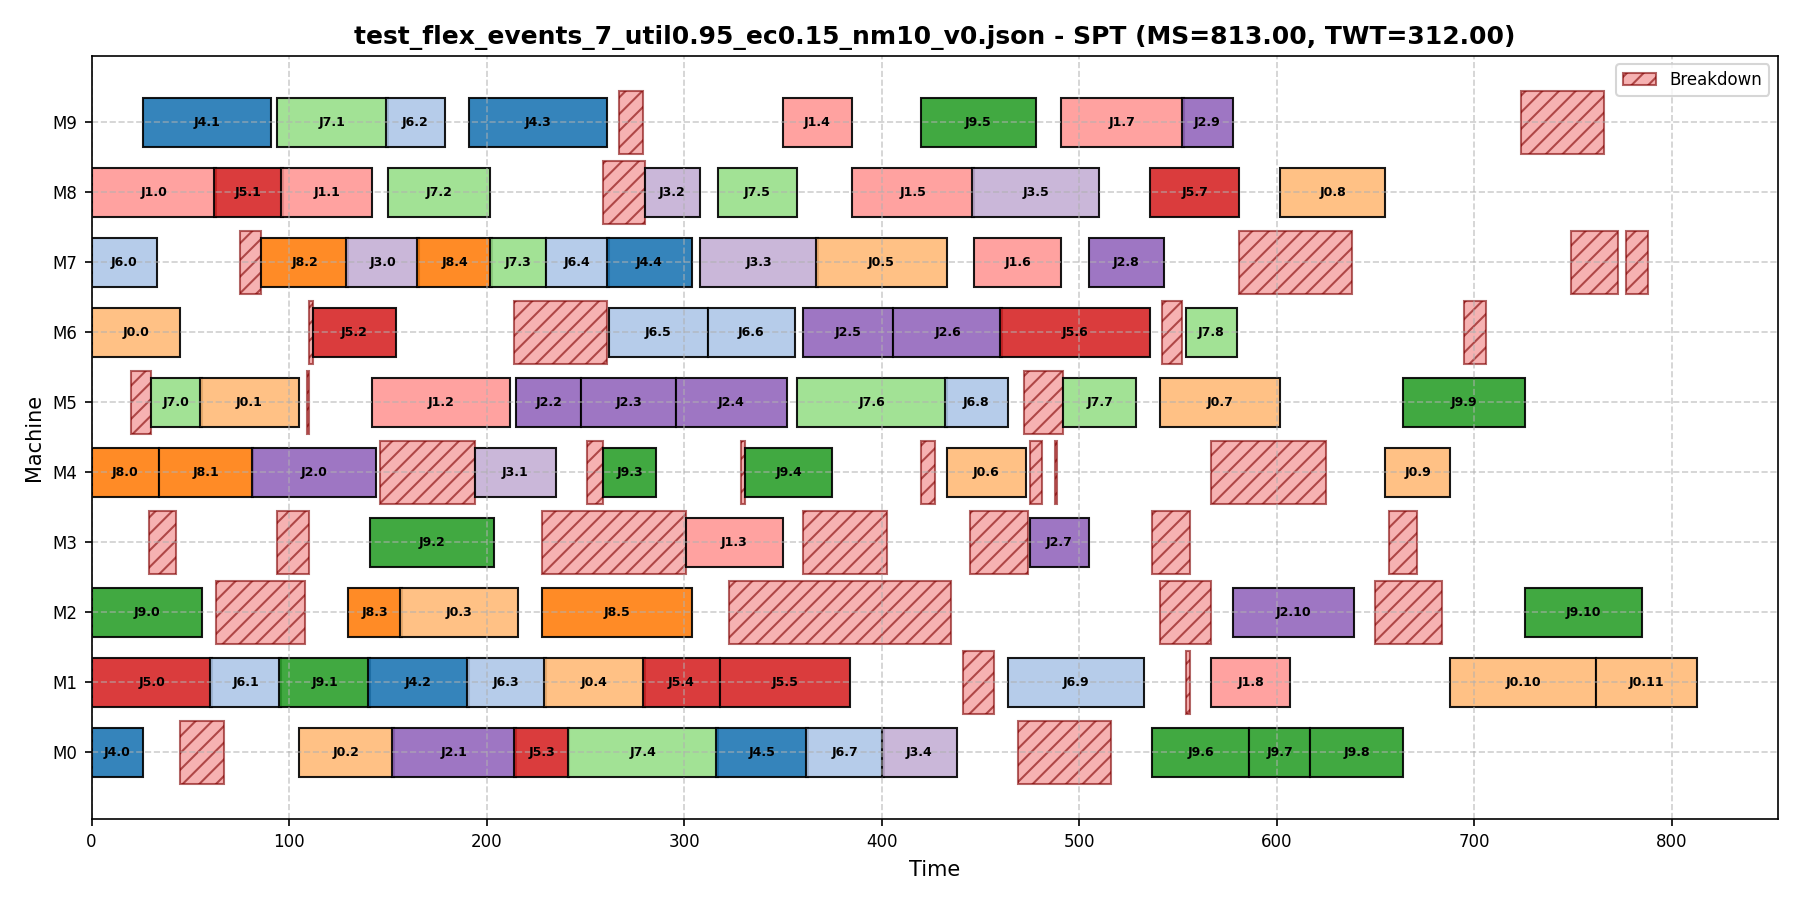 test_flex_events_7_util0.95_ec0.15_nm10_v0.json - SPT (MS=813.00, TWT=312.00)
Breakdown
M9 J4.1 J7.1 J6.2 J4.3 J1.4 J9.5 J1.7 J2.9
M8 J1.0 J5.1 J1.1 J7.2 J3.2 J7.5 J1.5 J3.5 J5.7 J0.8
M7 J6.0 J8.2 J3.0 J8.4 J7.3 J6.4 J4.4 J3.3 J0.5 J1.6 J2.8
M6 J0.0 J5.2 J6.5 J6.6 J2.5 J2.6 J5.6 J7.8
M5 J7.0 J0.1 J1.2 J2.2 J2.3 J2.4 J7.6 J6.8 J7.7 J0.7 J9.9
M4 J8.0 J8.1 J2.0 J3.1 J9.3 J9.4 J0.6 J0.9
M3 J9.2 J1.3 J2.7
M2 J9.0 J8.3 J0.3 J8.5 J2.10 J9.10
M1 J5.0 J6.1 J9.1 J4.2 J6.3 J0.4 J5.4 J5.5 J6.9 J1.8 J0.10 J0.11
M0 J4.0 J0.2 J2.1 J5.3 J7.4 J4.5 J6.7 J3.4 J9.6 J9.7 J9.8
Machine
0 100 200 300 400 500 600 700 800
Time